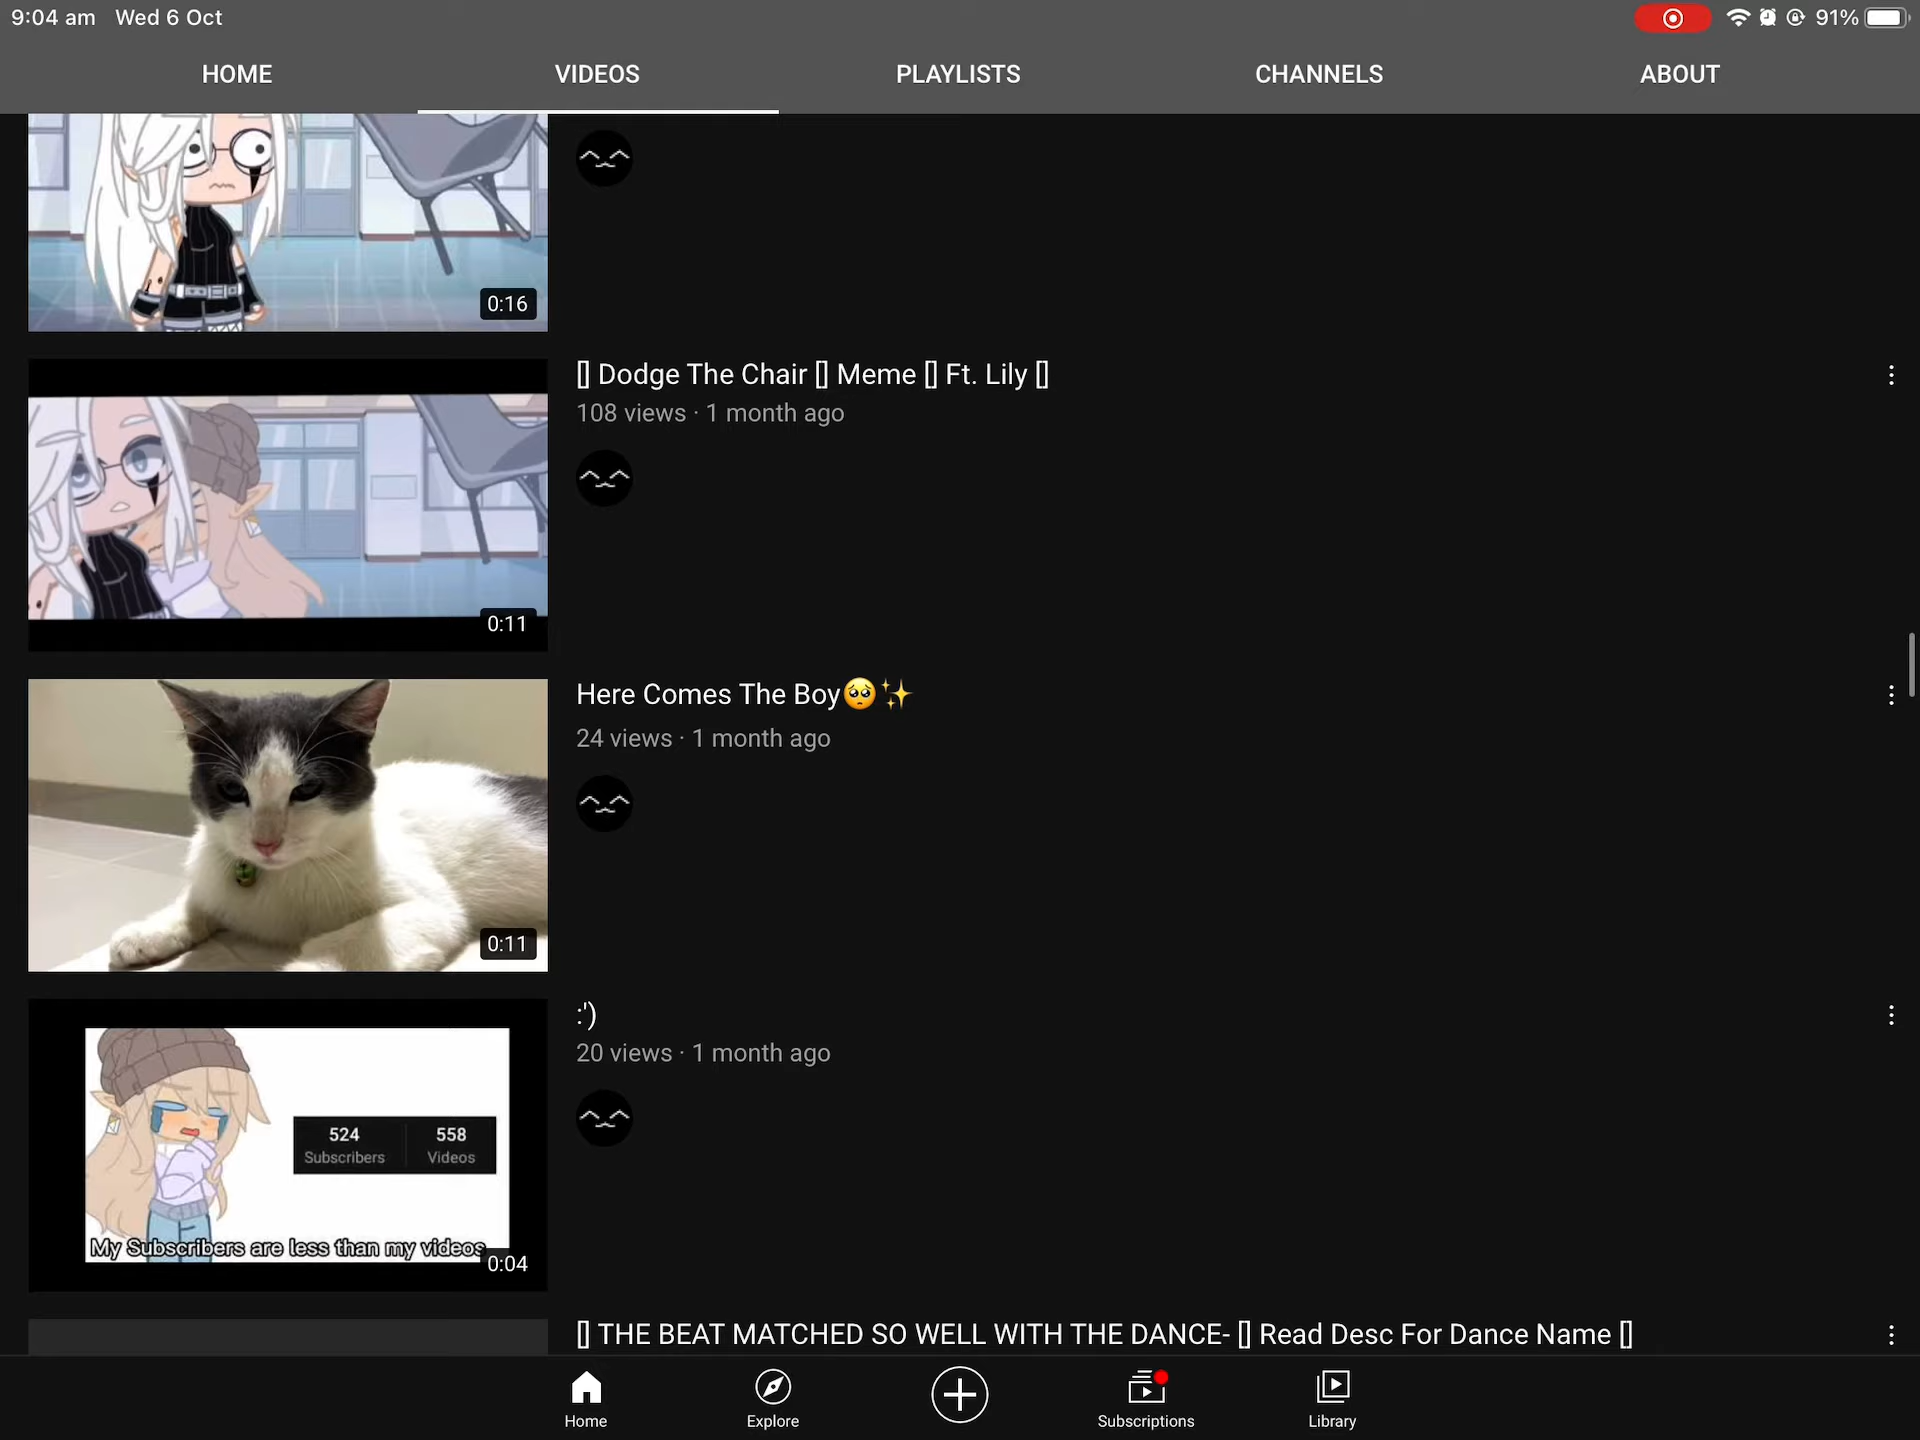 9:04 am Wed 6 Oct 91%
HOME VIDEOS PLAYLISTS CHANNELS ABOUT
0:16
[] Dodge The Chair [] Meme [] Ft. Lily []
108 views · 1 month ago
0:11
Here Comes The Boy🥺✨
24 views · 1 month ago
0:11
:')
20 views · 1 month ago
524 558
Subscribers Videos
My Subscribers are less than my videos
0:04
[] THE BEAT MATCHED SO WELL WITH THE DANCE- [] Read Desc For Dance Name []
Home Explore Subscriptions Library